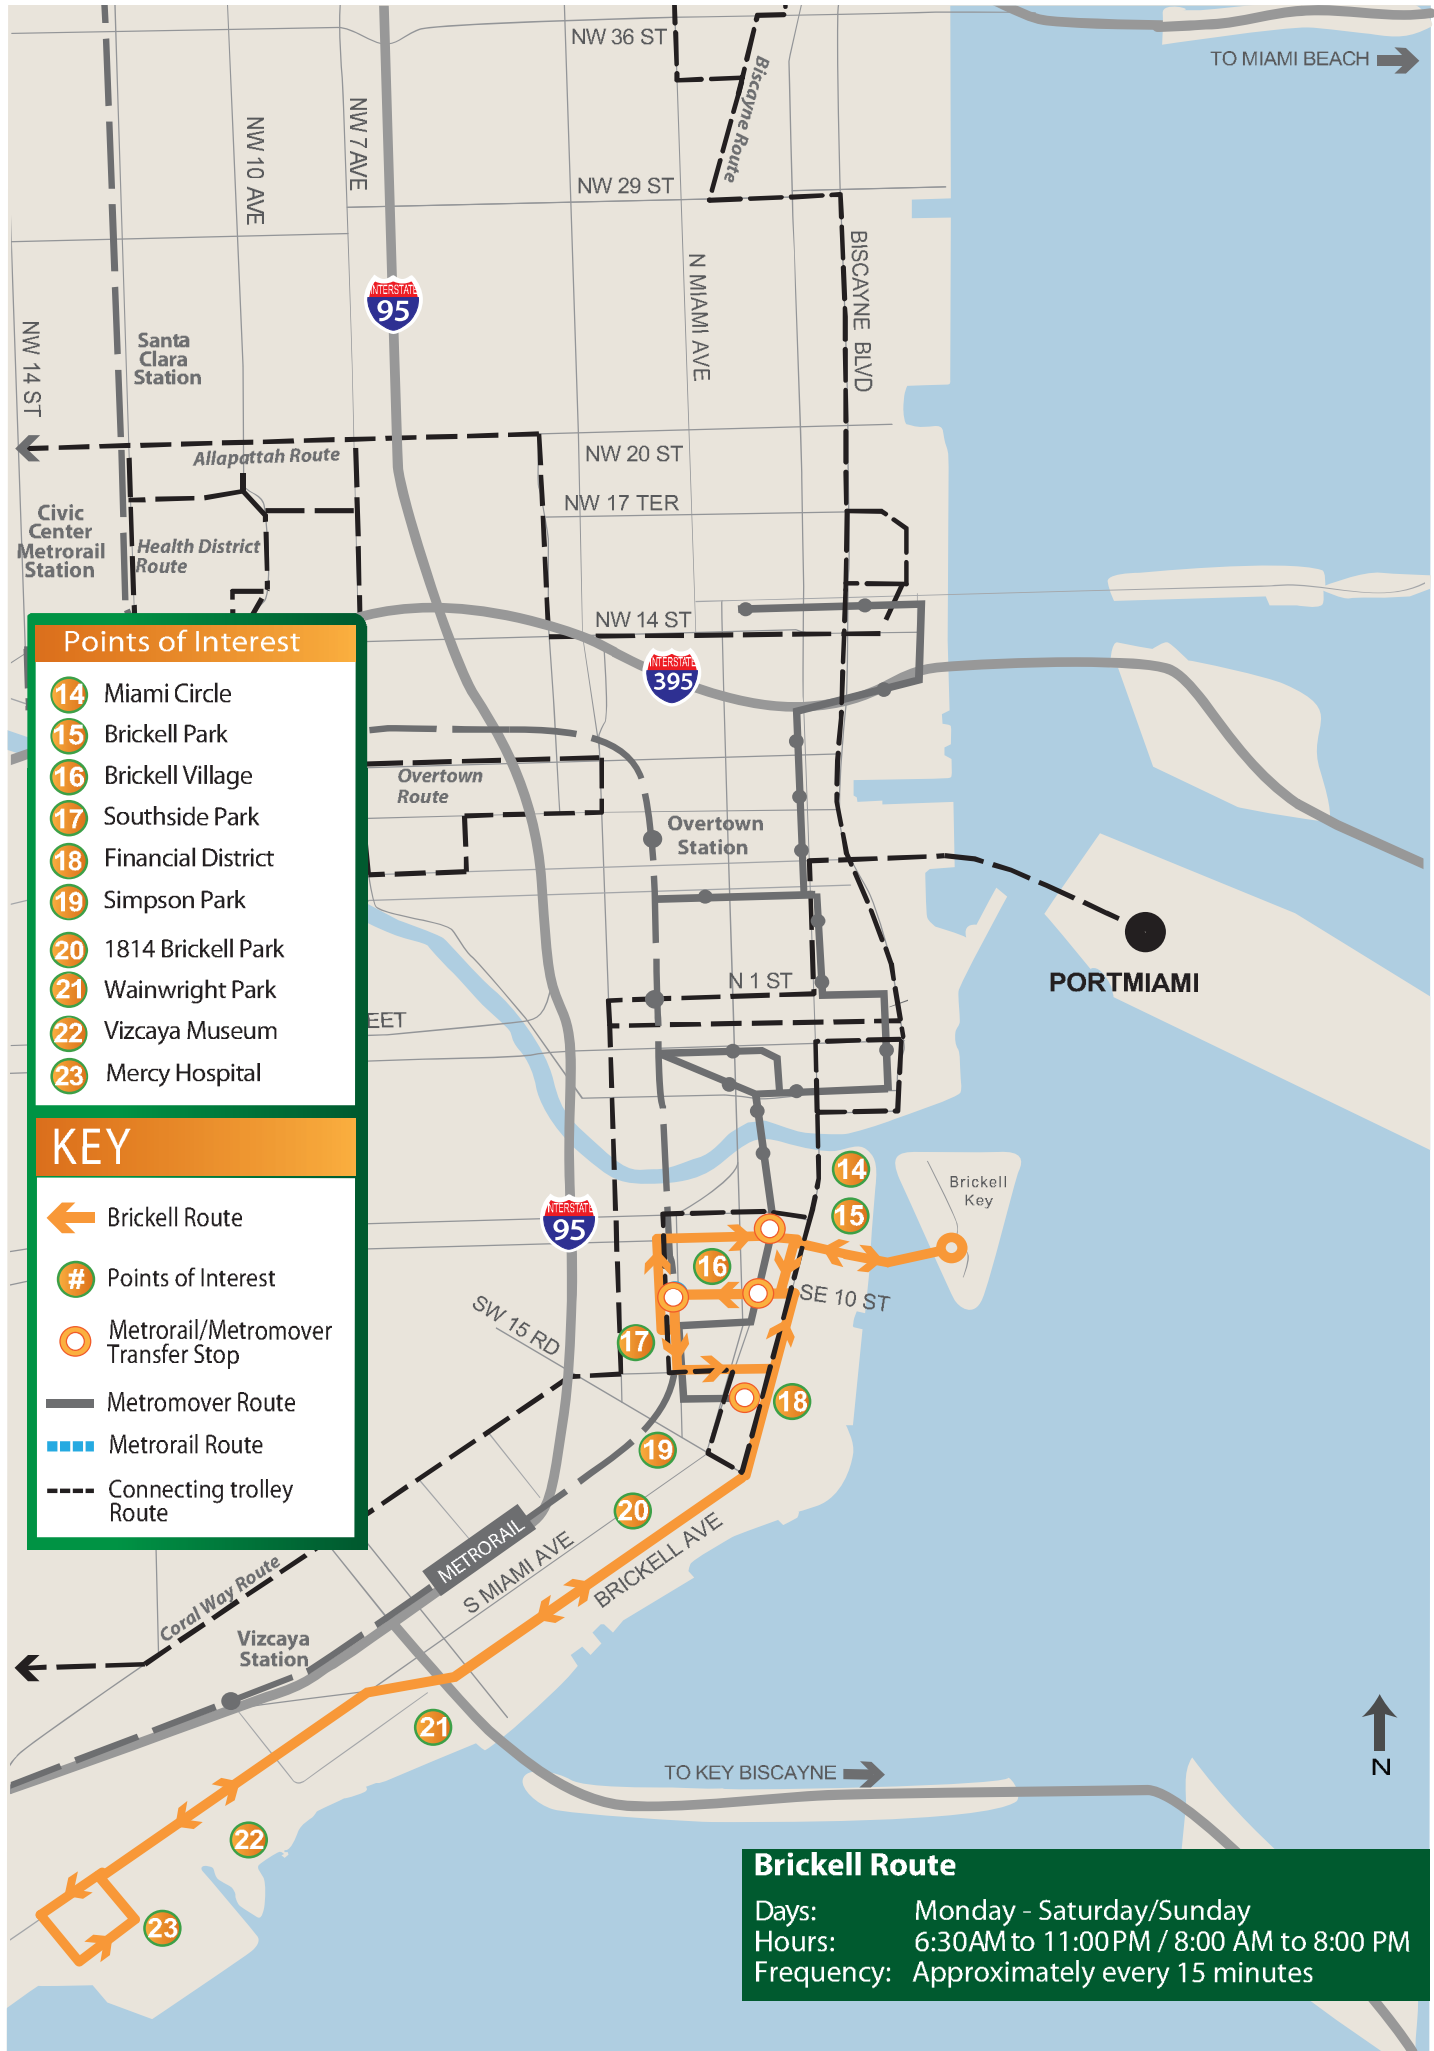 NW 36 ST
TO MIAMI BEACH
Biscayne Route
NW 7 AVE
NW 10 AVE
NW 29 ST
BISCAYNE BLVD
N MIAMI AVE
INTERSTATE
95
NW 14 ST
Santa
Clara
Station
Allapattah Route
NW 20 ST
NW 17 TER
Civic
Center
Metrorail
Station
Health District
Route
NW 14 ST
INTERSTATE
395
Points of Interest
14 Miami Circle
15 Brickell Park
16 Brickell Village
17 Southside Park
18 Financial District
19 Simpson Park
20 1814 Brickell Park
21 Wainwright Park
22 Vizcaya Museum
23 Mercy Hospital
Overtown
Route
Overtown
Station
N 1 ST
PORTMIAMI
EET
KEY
Brickell Route
# Points of Interest
Metrorail/Metromover
Transfer Stop
Metromover Route
Metrorail Route
Connecting trolley
Route
14
15
Brickell
Key
INTERSTATE
95
16
SE 10 ST
SW 15 RD
17
18
19
20
METRORAIL
S MIAMI AVE
BRICKELL AVE
Coral Way Route
Vizcaya
Station
21
TO KEY BISCAYNE
N
22
23
Brickell Route
Days: Monday - Saturday/Sunday
Hours: 6:30AM to 11:00PM / 8:00 AM to 8:00 PM
Frequency: Approximately every 15 minutes